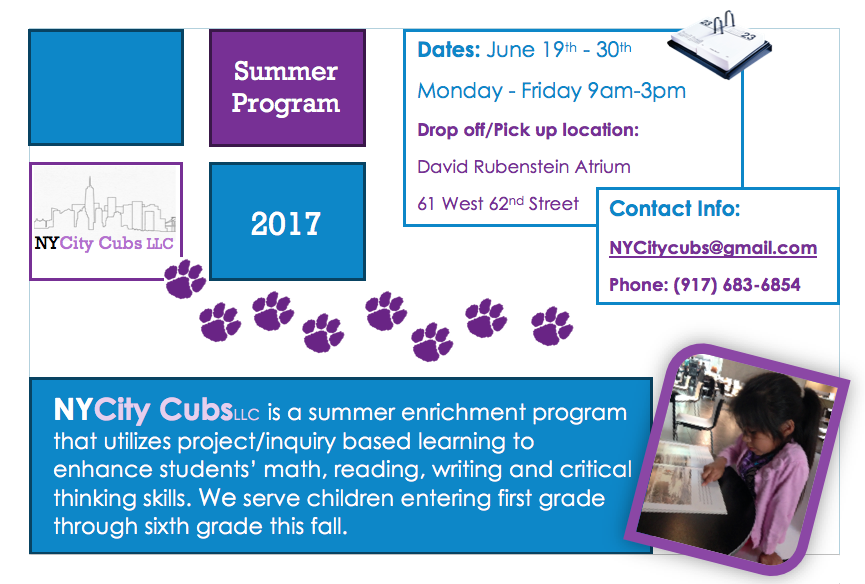 Summer
Program
NYCity Cubs LLC
2017
Dates: June 19th - 30th
Monday - Friday 9am-3pm
Drop off/Pick up location:
David Rubenstein Atrium
61 West 62nd Street
23
23
Contact Info:
NYCitycubs@gmail.com
Phone: (917) 683-6854
NYCity CubsLLC is a summer enrichment program
that utilizes project/inquiry based learning to
enhance students’ math, reading, writing and critical
thinking skills. We serve children entering first grade
through sixth grade this fall.